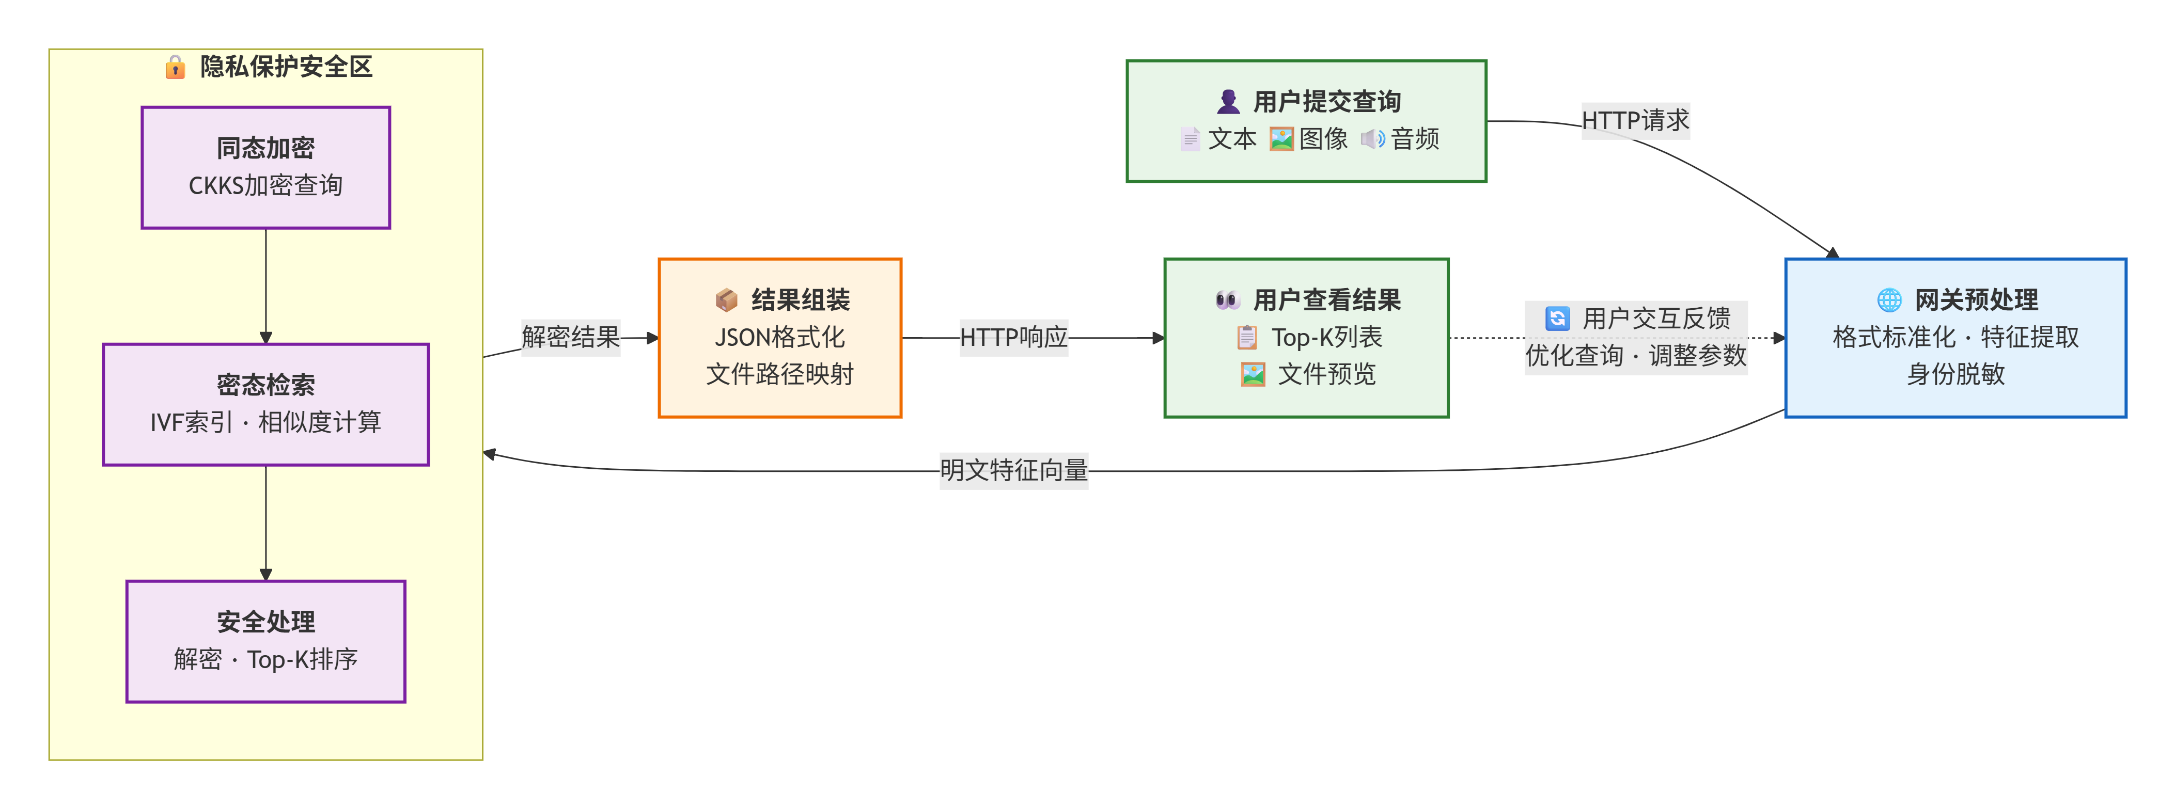 🔒 隐私保护安全区
同态加密
CKKS加密查询
密态检索
IVF索引 · 相似度计算
安全处理
解密 · Top-K排序
解密结果
📦 结果组装
JSON格式化
文件路径映射
HTTP响应
👤 用户提交查询
📄文本 🖼️图像 🔊音频
HTTP请求
👀 用户查看结果
📋 Top-K列表
🖼️ 文件预览
🔄 用户交互反馈
优化查询 · 调整参数
🌐 网关预处理
格式标准化 · 特征提取
身份脱敏
明文特征向量